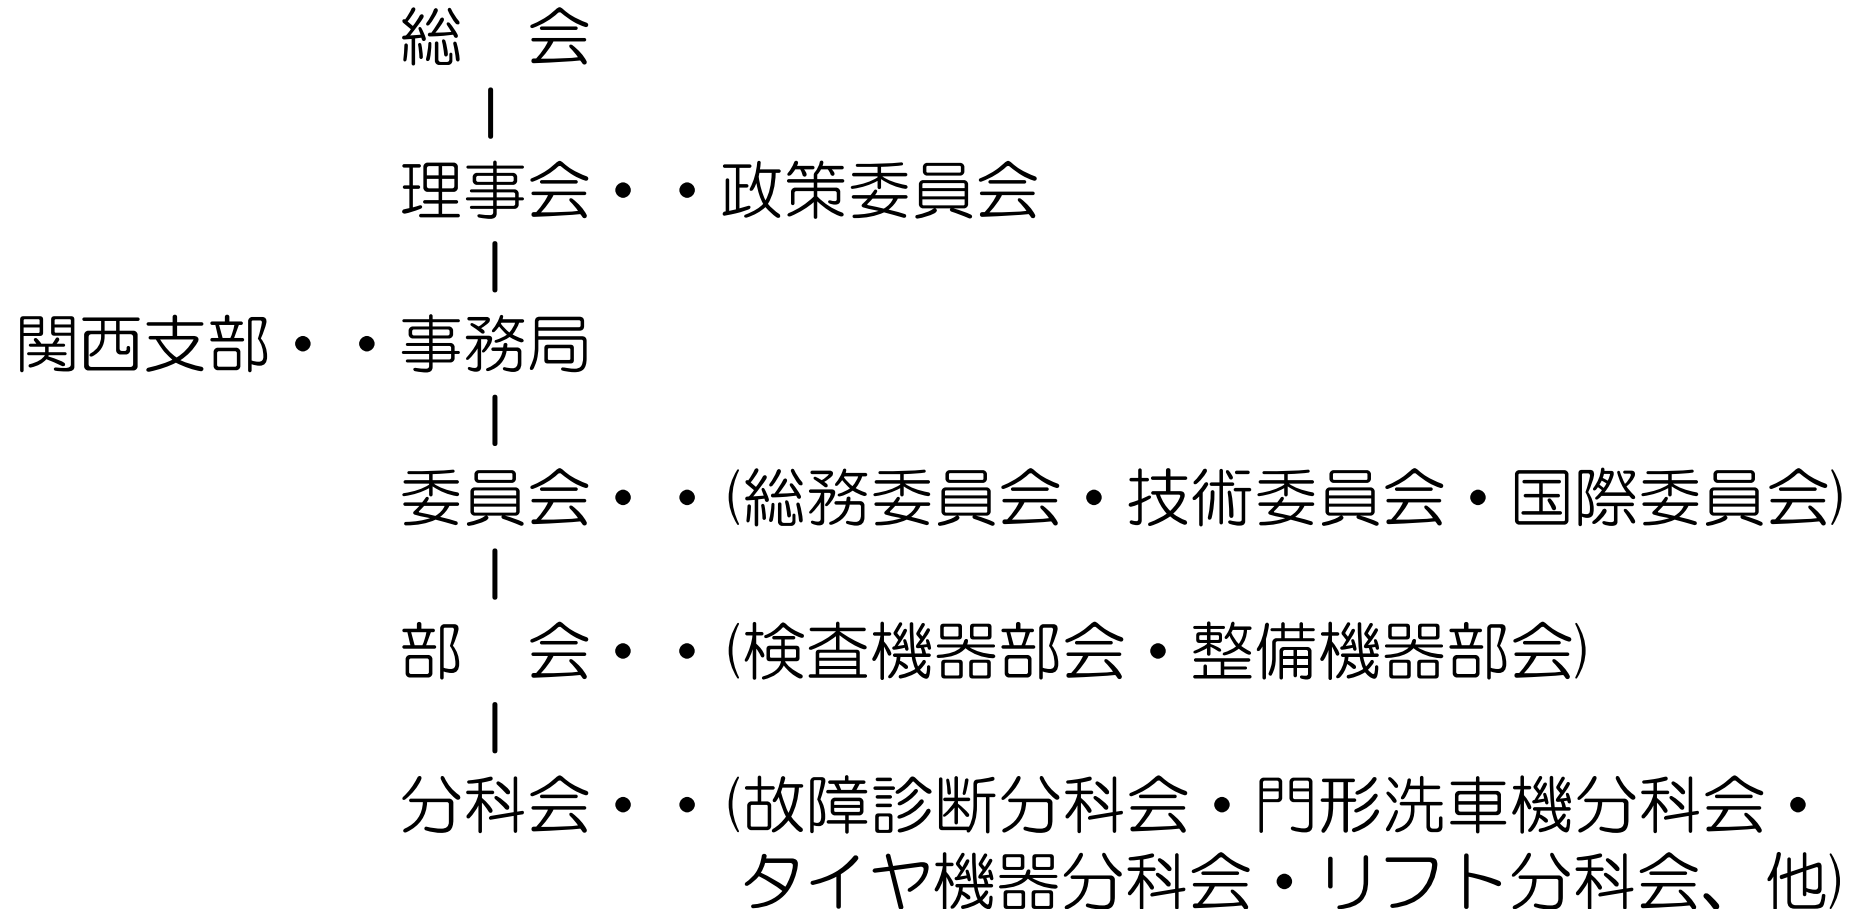 総　会
理事会・・政策委員会
関西支部・・事務局
委員会・・(総務委員会・技術委員会・国際委員会)
部　会・・(検査機器部会・整備機器部会)
分科会・・(故障診断分科会・門形洗車機分科会・
タイヤ機器分科会・リフト分科会、他)